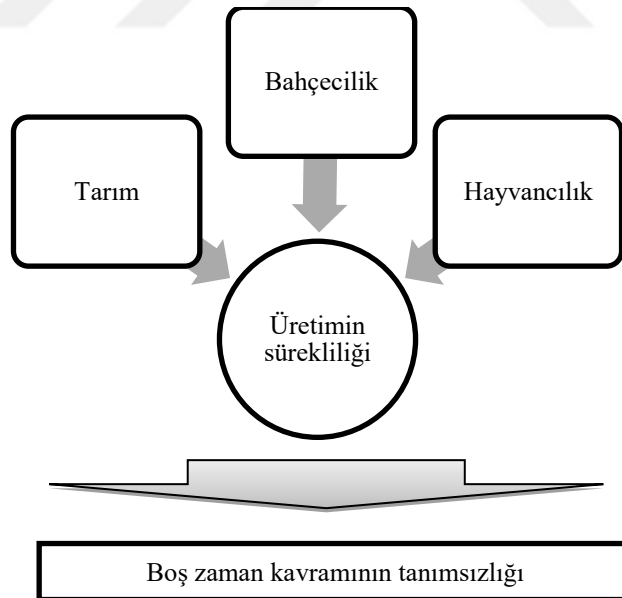 Bahçecilik
Tarım
Hayvancılık
Üretimin
sürekliliği
Boş zaman kavramının tanımsızlığı